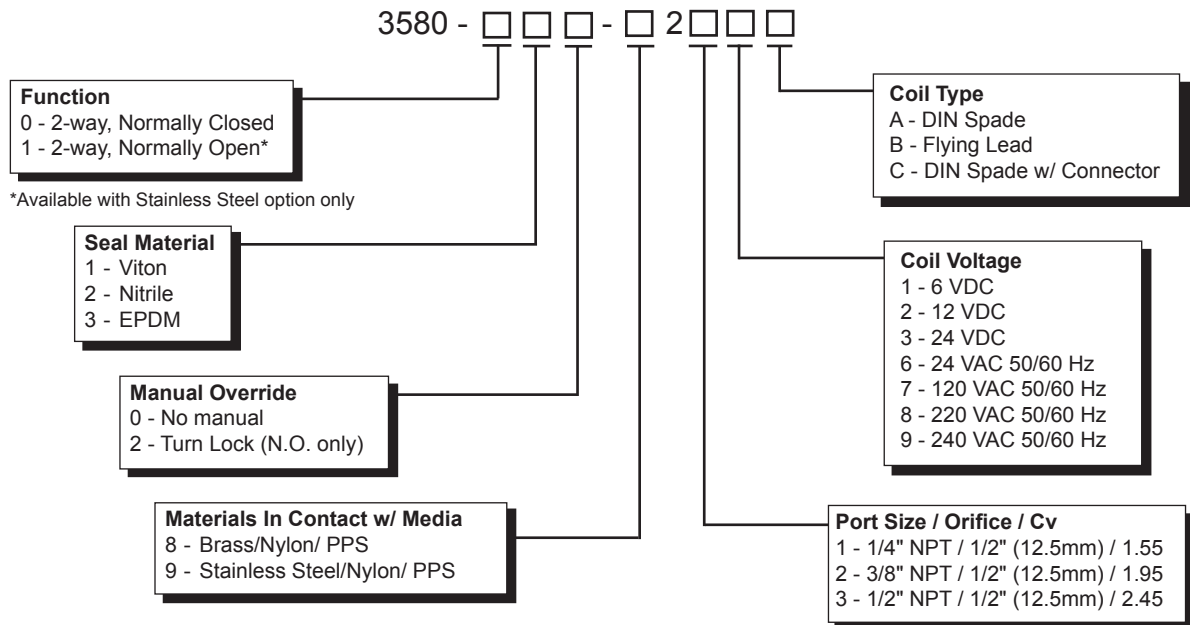 3580 - □ □ □ - □ 2 □ □ □
Function
0 - 2-way, Normally Closed
1 - 2-way, Normally Open*
*Available with Stainless Steel option only
Seal Material
1 - Viton
2 - Nitrile
3 - EPDM
Manual Override
0 - No manual
2 - Turn Lock (N.O. only)
Materials In Contact w/ Media
8 - Brass/Nylon/ PPS
9 - Stainless Steel/Nylon/ PPS
Coil Type
A - DIN Spade
B - Flying Lead
C - DIN Spade w/ Connector
Coil Voltage
1 - 6 VDC
2 - 12 VDC
3 - 24 VDC
6 - 24 VAC 50/60 Hz
7 - 120 VAC 50/60 Hz
8 - 220 VAC 50/60 Hz
9 - 240 VAC 50/60 Hz
Port Size / Orifice / Cv
1 - 1/4" NPT / 1/2" (12.5mm) / 1.55
2 - 3/8" NPT / 1/2" (12.5mm) / 1.95
3 - 1/2" NPT / 1/2" (12.5mm) / 2.45